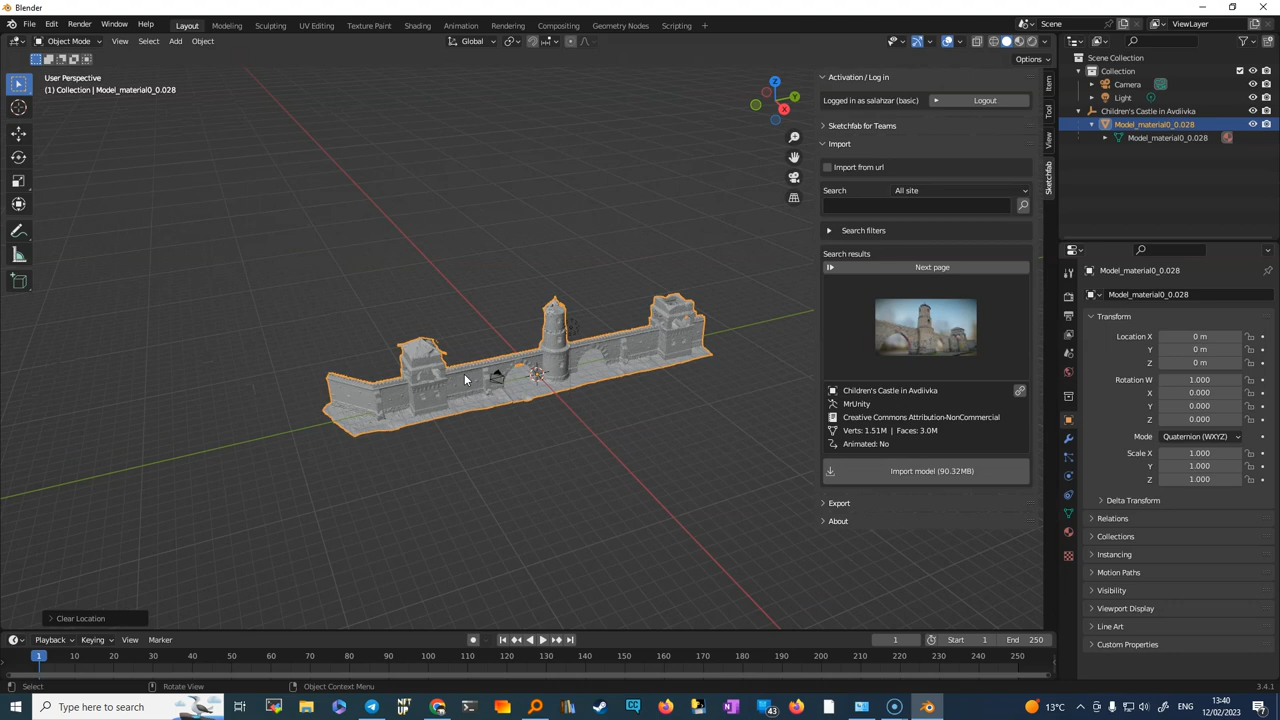 Blender
File Edit Render Window Help Layout Modeling Sculpting UV Editing Texture Paint Shading Animation Rendering Compositing Geometry Nodes Scripting + Scene ViewLayer
Object Mode View Select Add Object Global
Options
User Perspective
(1) Collection | Model_material0_0.028
Z
Y
X
Activation / Log in
Logged in as salahzar (basic) Logout
Sketchfab for Teams
Import
Import from url
Search All site
Search filters
Search results
Next page
Children's Castle in Avdiivka
MrUnity
Creative Commons Attribution-NonCommercial
Verts: 1.51M | Faces: 3.0M
Animated: No
Import model (90.32MB)
Export
About
Item
Tool
View
Sketchfab
Scene Collection
Collection
Camera
Light
Children's Castle in Avdiivka
Model_material0_0.028
Model_material0_0.028
Model_material0_0.028
Model_material0_0.028
Transform
Location X 0 m
Y 0 m
Z 0 m
Rotation W 1.000
X 0.000
Y 0.000
Z 0.000
Mode Quaternion (WXYZ)
Scale X 1.000
Y 1.000
Z 1.000
Delta Transform
Relations
Collections
Instancing
Motion Paths
Visibility
Viewport Display
Line Art
Custom Properties
Clear Location
Playback Keying View Marker 1 Start 1 End 250
1 10 20 30 40 50 60 70 80 90 100 110 120 130 140 150 160 170 180 190 200 210 220 230 240 250
Select Rotate View Object Context Menu 3.4.1
Type here to search
NFT
UP
43
13°C
13:40
12/02/2023